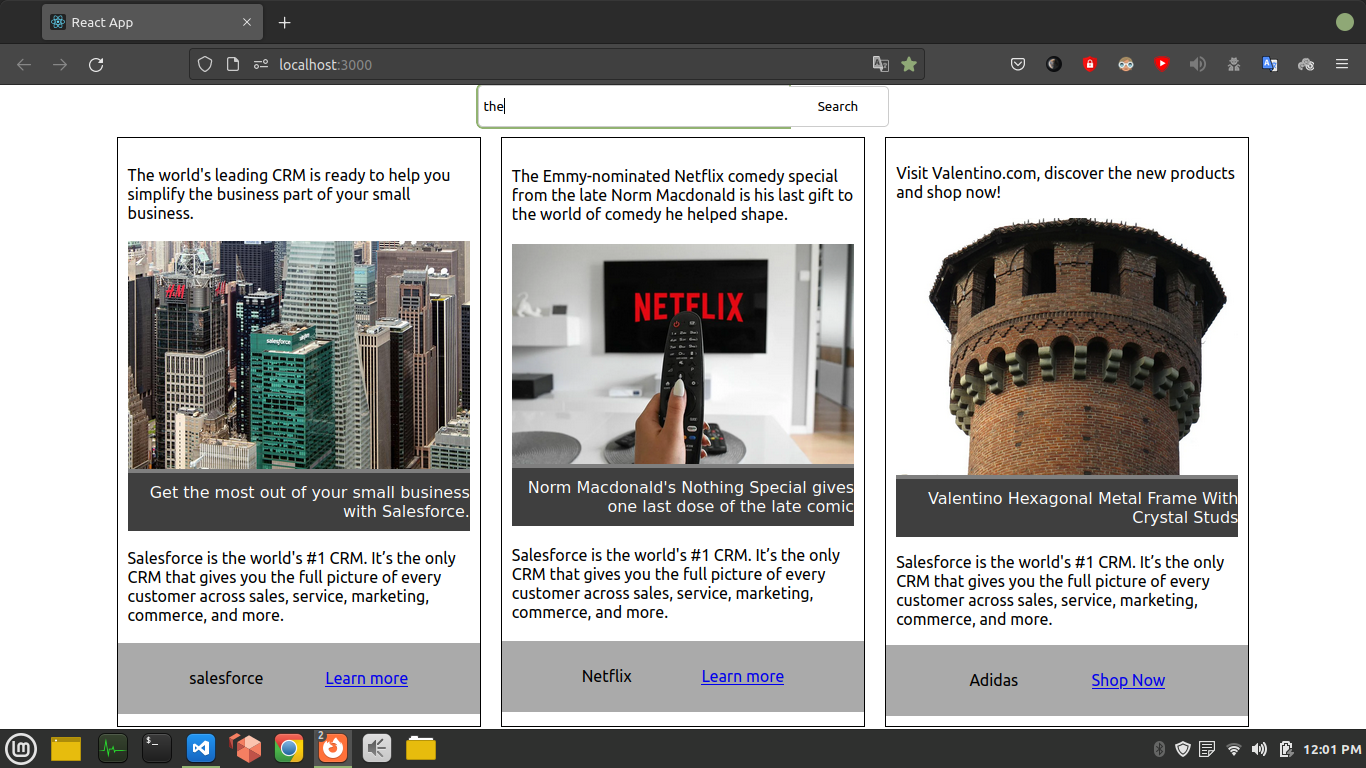 React App
localhost:3000
the
Search
The world's leading CRM is ready to help you
simplify the business part of your small
business.
H&M
salesforce
Get the most out of your small business
with Salesforce.
Salesforce is the world's #1 CRM. It’s the only
CRM that gives you the full picture of every
customer across sales, service, marketing,
commerce, and more.
salesforce
Learn more
The Emmy-nominated Netflix comedy special
from the late Norm Macdonald is his last gift to
the world of comedy he helped shape.
NETFLIX
Norm Macdonald's Nothing Special gives
one last dose of the late comic
Salesforce is the world's #1 CRM. It’s the only
CRM that gives you the full picture of every
customer across sales, service, marketing,
commerce, and more.
Netflix
Learn more
Visit Valentino.com, discover the new products
and shop now!
Valentino Hexagonal Metal Frame With
Crystal Studs
Salesforce is the world's #1 CRM. It’s the only
CRM that gives you the full picture of every
customer across sales, service, marketing,
commerce, and more.
Adidas
Shop Now
2
12:01 PM